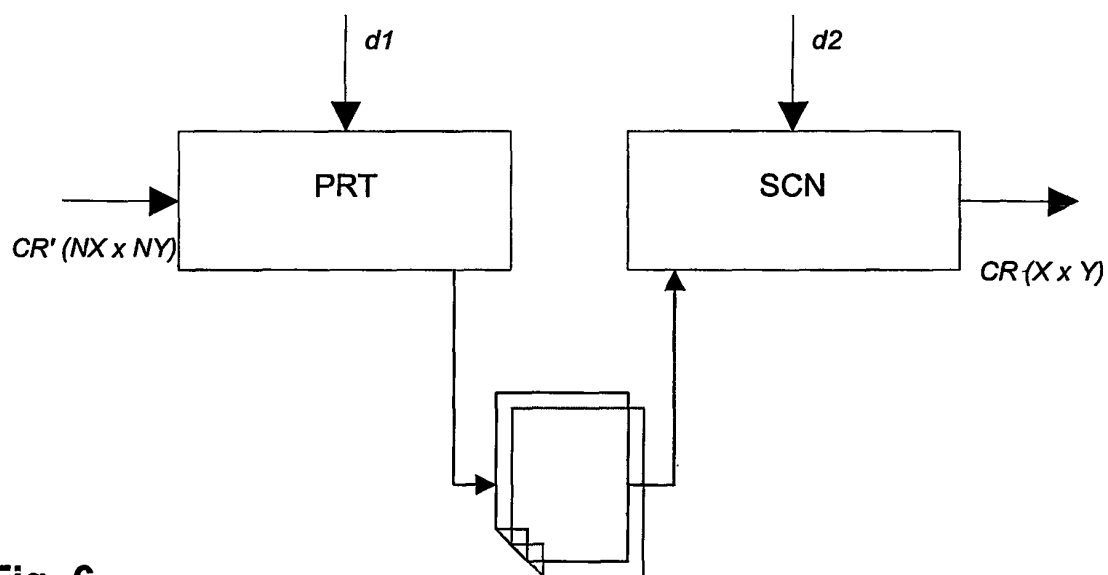 d1
d2
PRT
SCN
CR' (NX x NY)
CR (X x Y)
Fig. 6